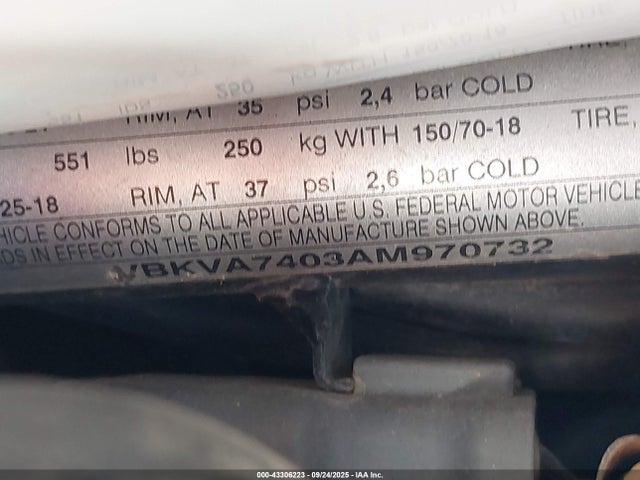 RIM, AT 35 psi 2,4 bar COLD
551 lbs 250 kg WITH 150/70-18 TIRE,
25-18 RIM, AT 37 psi 2,6 bar COLD
HICLE CONFORMS TO ALL APPLICABLE U.S. FEDERAL MOTOR VEHICLE
DS IN EFFECT ON THE DATE OF MANUFACTURE SHOWN ABOVE.
VBKVA7403AM970732
000-43306223 - 09/24/2025 - IAA Inc.